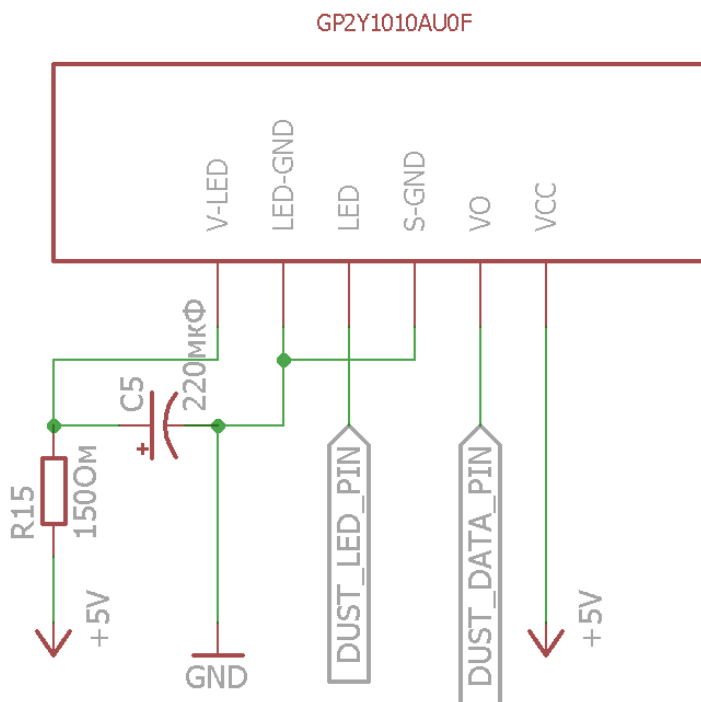 GP2Y1010AU0F
V-LED
LED-GND
LED
S-GND
VO
VCC
C5
220мкФ
+
R15
150Ом
+5V
GND
DUST_LED_PIN
DUST_DATA_PIN
+5V